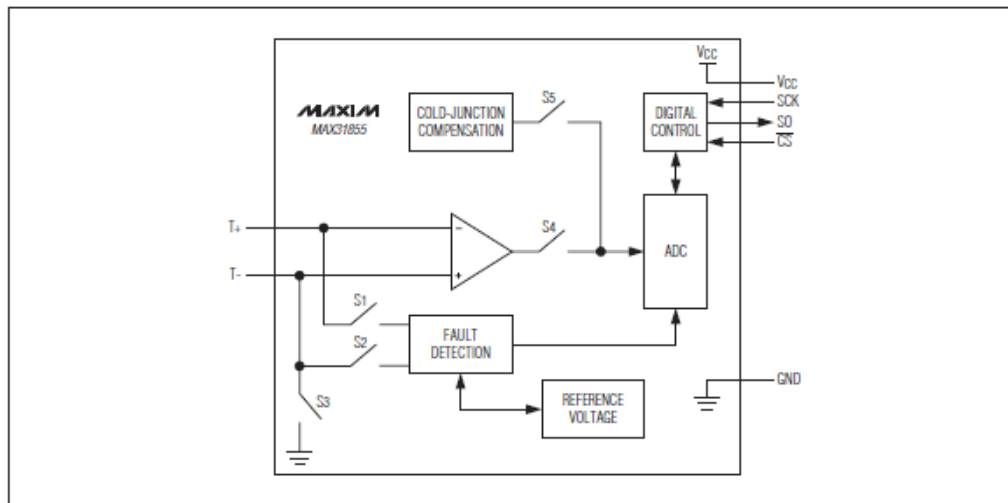 VCC
VCC
SCK
SO
CS
MAXIM
MAX31855
COLD-JUNCTION
COMPENSATION
S5
DIGITAL
CONTROL
T+
−
S4
ADC
T-
+
S1
S2
FAULT
DETECTION
S3
REFERENCE
VOLTAGE
GND